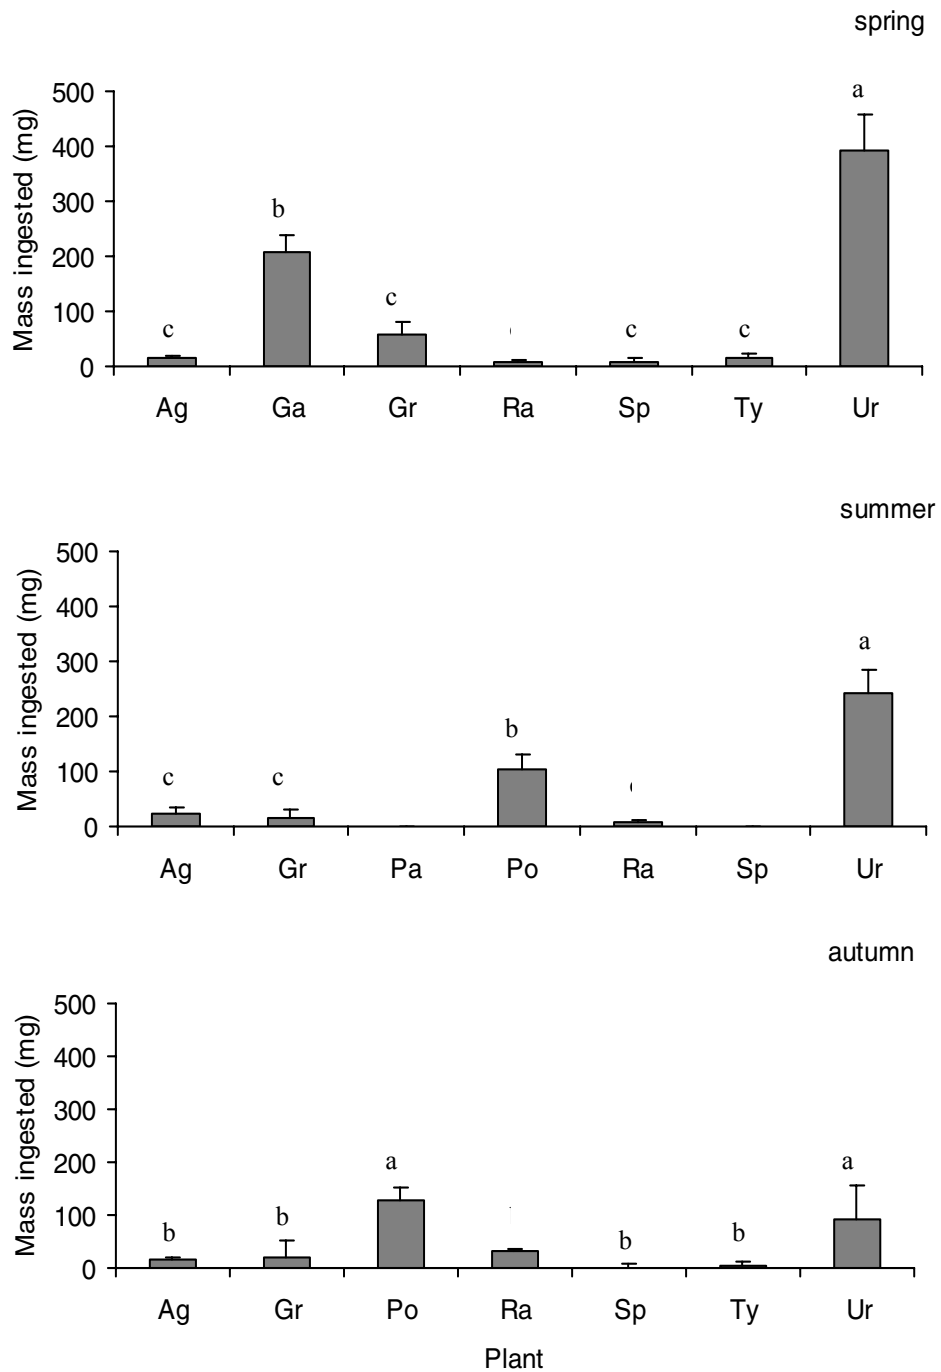 spring
Mass ingested (mg)
500
400
300
200
100
0
a
b
c
c
c
c
Ag Ga Gr Ra Sp Ty Ur
summer
Mass ingested (mg)
500
400
300
200
100
0
a
b
c
c
Ag Gr Pa Po Ra Sp Ur
autumn
Mass ingested (mg)
500
400
300
200
100
0
a
a
b
b
b
b
Ag Gr Po Ra Sp Ty Ur
Plant